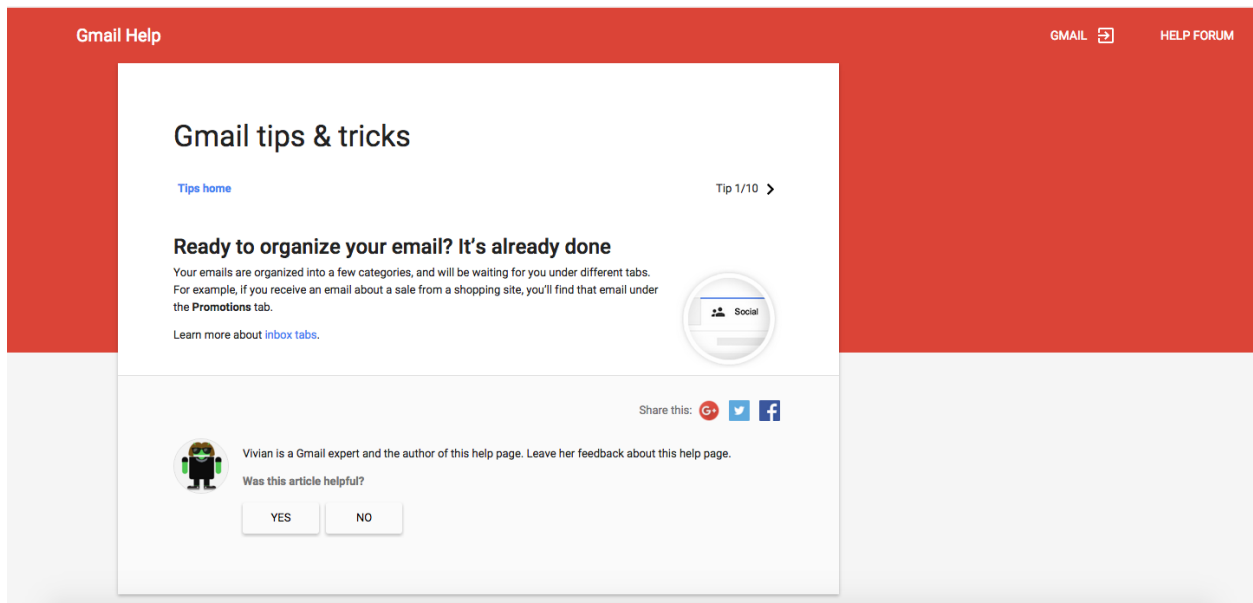 Gmail Help
GMAIL
HELP FORUM
Gmail tips & tricks
Tips home
Tip 1/10
Ready to organize your email? It's already done
Your emails are organized into a few categories, and will be waiting for you under different tabs.
For example, if you receive an email about a sale from a shopping site, you'll find that email under
the Promotions tab.
Social
Learn more about inbox tabs.
Share this:
G+
Vivian is a Gmail expert and the author of this help page. Leave her feedback about this help page.
Was this article helpful?
YES
NO